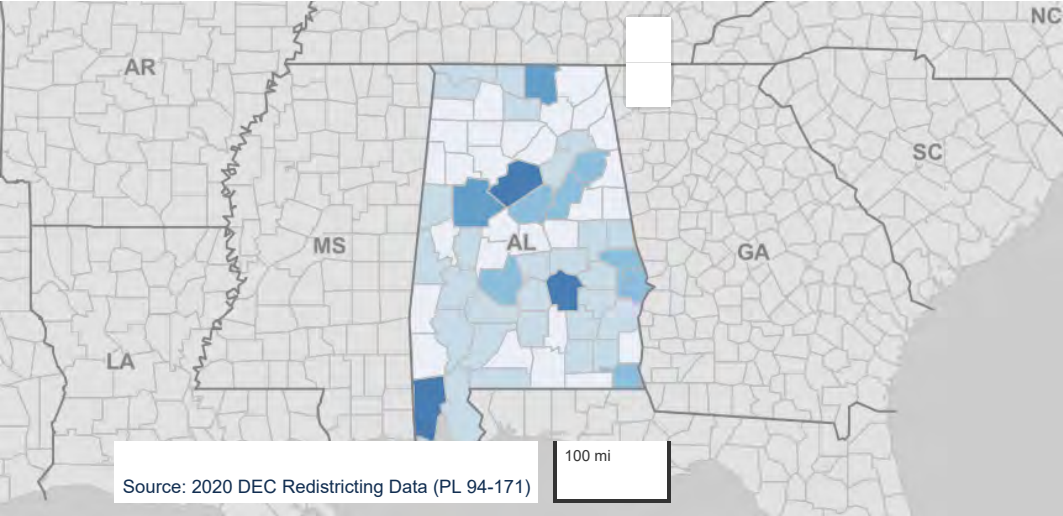 NC
AR
SC
MS
AL
GA
LA
100 mi
Source: 2020 DEC Redistricting Data (PL 94-171)